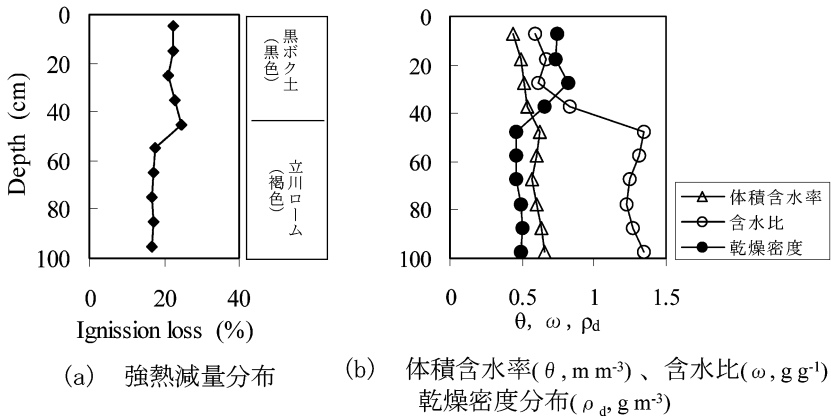 0
20
40
60
80
100
Depth (cm)
0
20
40
Ignission loss (%)
黒ボク土
(黒色)
立川ローム
(褐色)
(a) 強熱減量分布
0
20
40
60
80
100
0
0.5
1
1.5
θ, ω, ρd
体積含水率
含水比
乾燥密度
(b) 体積含水率(θ, m m-3) 、含水比(ω, g g-1)
乾燥密度分布(ρd, g m-3)